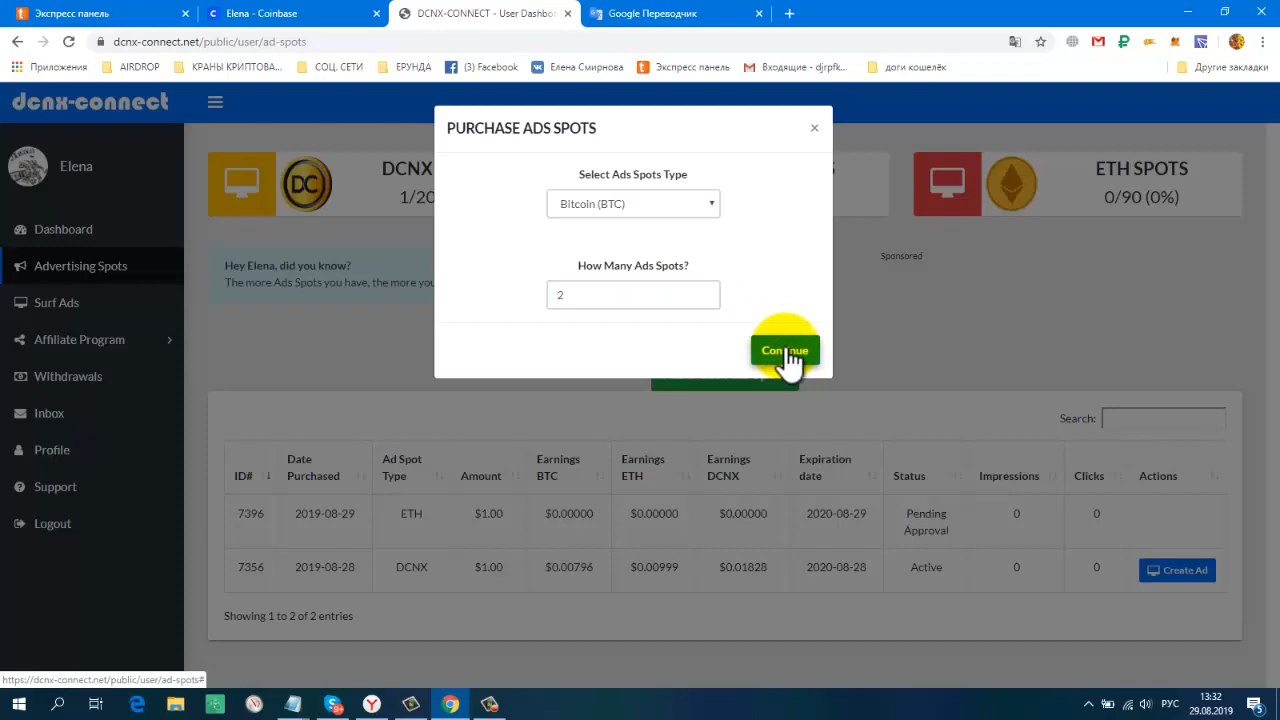 Экспресс панель
Elena - Coinbase
DCNX-CONNECT - User Dashbo
Google Переводчик
dcnx-connect.net/public/user/ad-spots
Приложения
AIRDROP
КРАНЫ КРИПТОВА...
СОЦ. СЕТИ
ЕРУНДА
(3) Facebook
Елена Смирнова
Экспресс панель
Входящие - djrpfk...
доги кошелёк
Другие закладки
dcnx-connect
Elena
Dashboard
Advertising Spots
Surf Ads
Affiliate Program
Withdrawals
Inbox
Profile
Support
Logout
DC
DCNX
1/20
S
ETH SPOTS
0/90 (0%)
Hey Elena, did you know?
The more Ads Spots you have, the more you
Sponsored
PURCHASE ADS SPOTS
×
Select Ads Spots Type
Bitcoin (BTC)
How Many Ads Spots?
2
Continue
Search:
ID# Date Purchased Ad Spot Type Amount Earnings BTC Earnings ETH Earnings DCNX Expiration date Status Impressions Clicks Actions
7396 2019-08-29 ETH $1.00 $0.00000 $0.00000 $0.00000 2020-08-29 Pending Approval 0 0
7356 2019-08-28 DCNX $1.00 $0.00796 $0.00999 $0.01828 2020-08-28 Active 0 0 Create Ad
Showing 1 to 2 of 2 entries
https://dcnx-connect.net/public/user/ad-spots#
РУС
13:32
29.08.2019